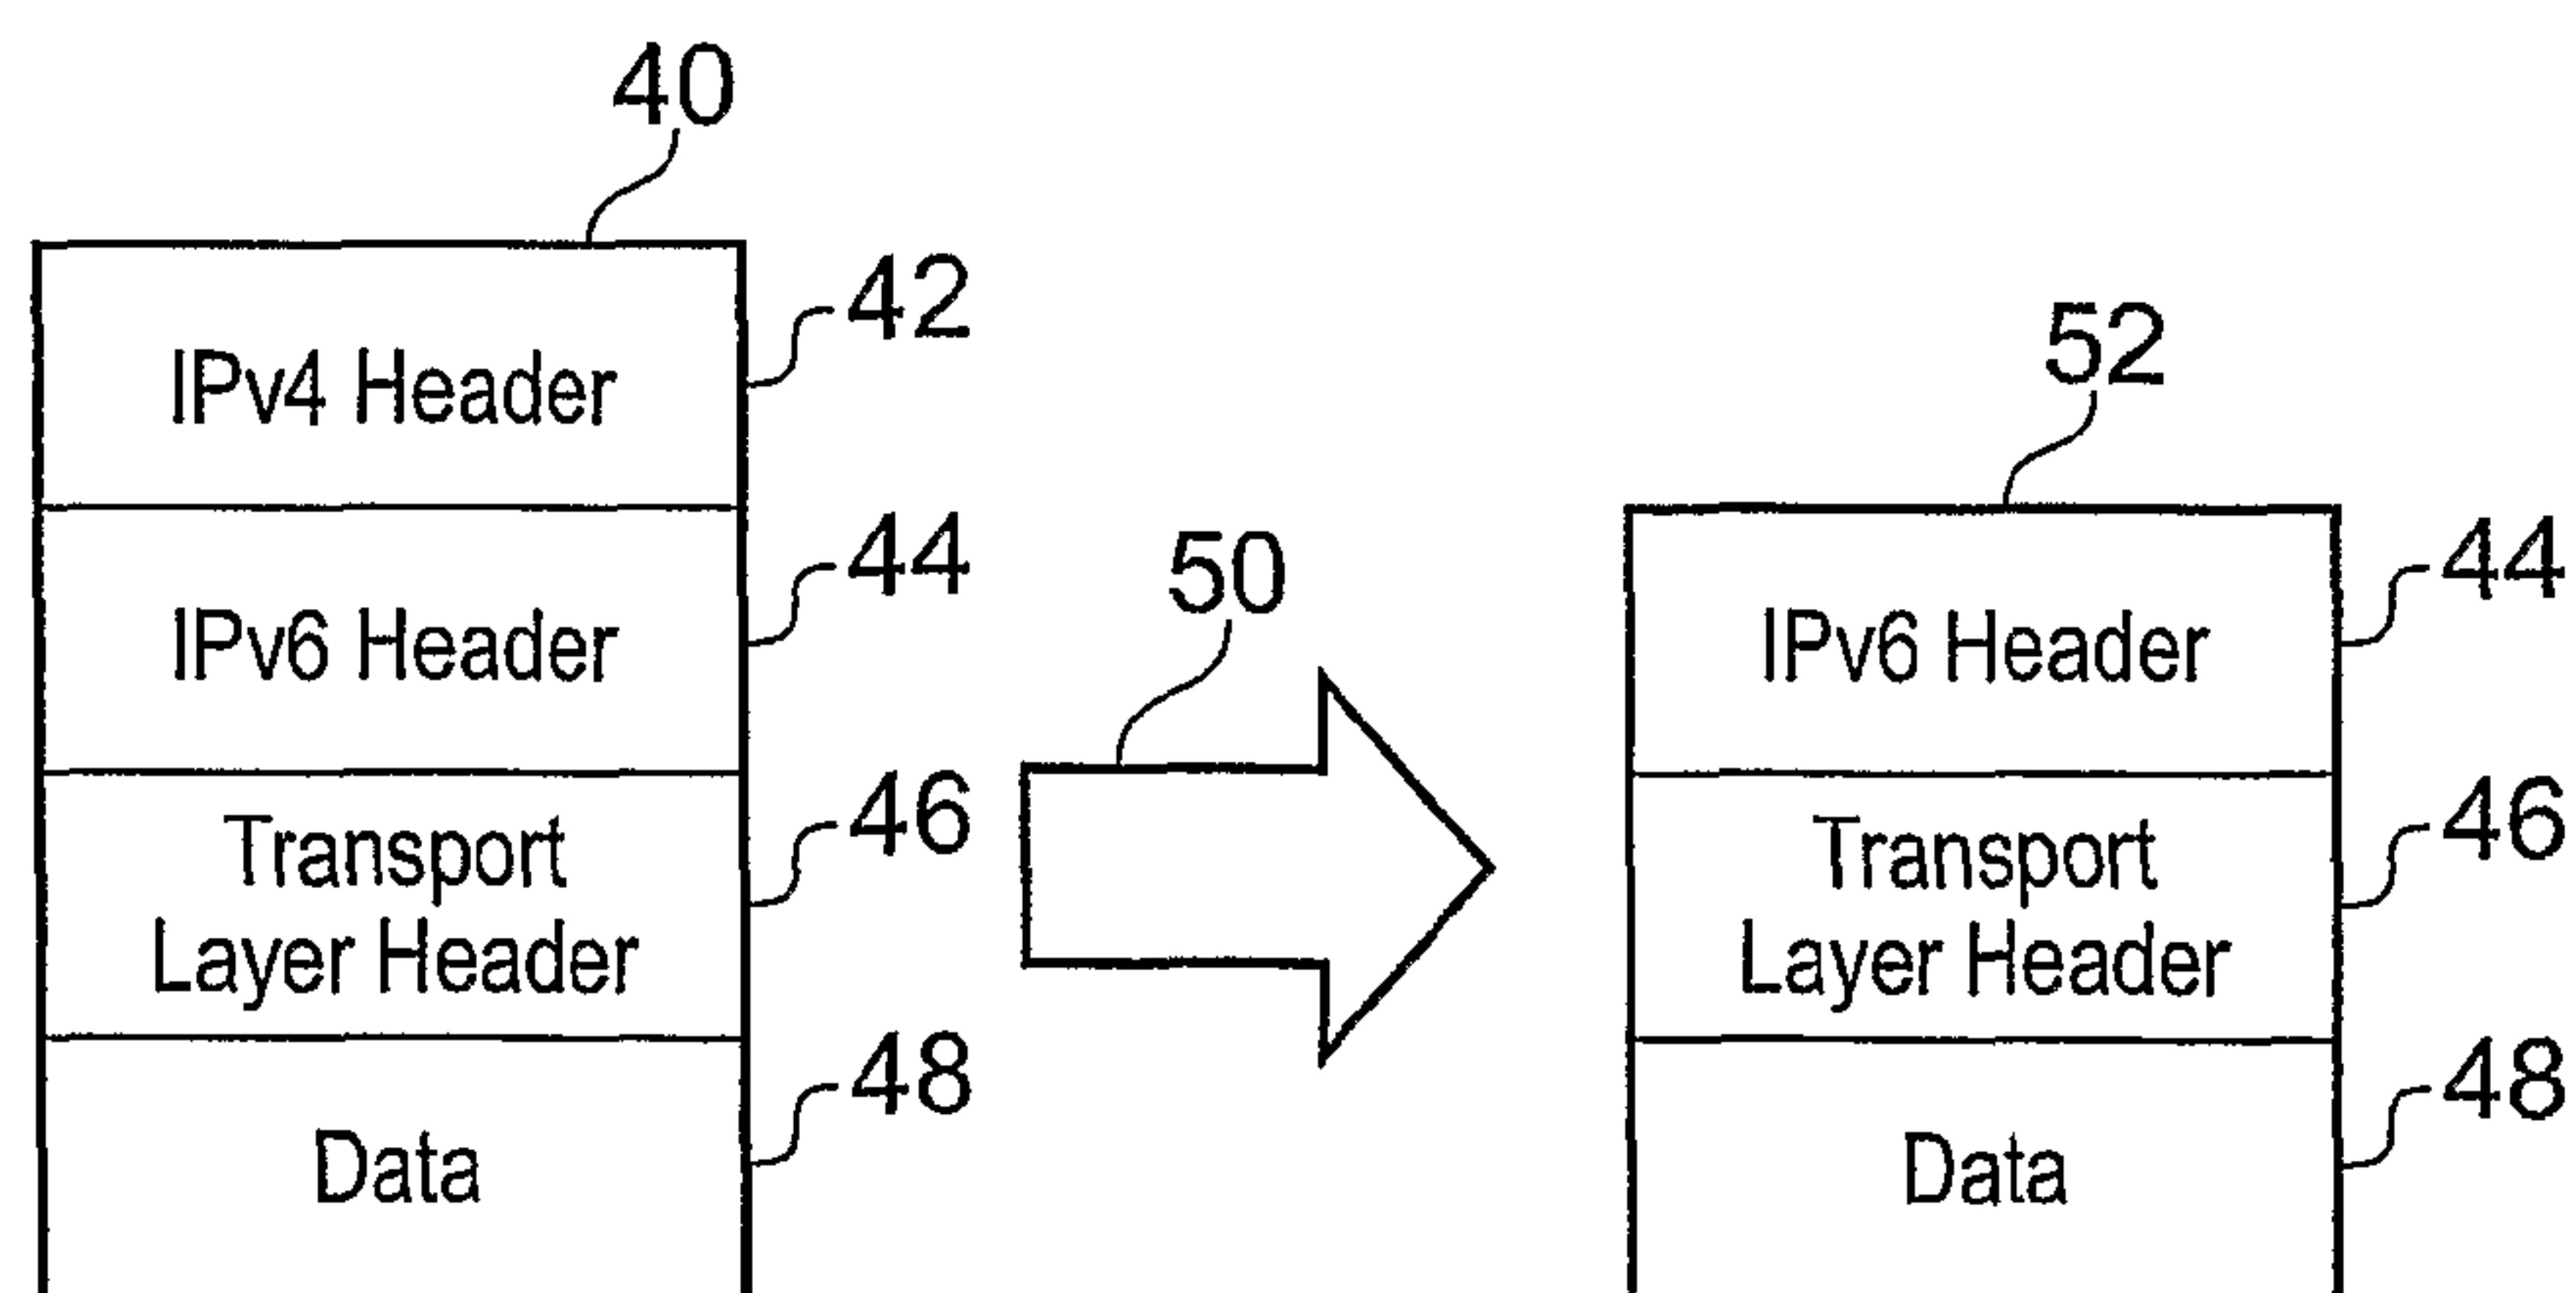 40
42
IPv4 Header
44
IPv6 Header
46
Transport
Layer Header
48
Data
50
52
44
IPv6 Header
46
Transport
Layer Header
48
Data